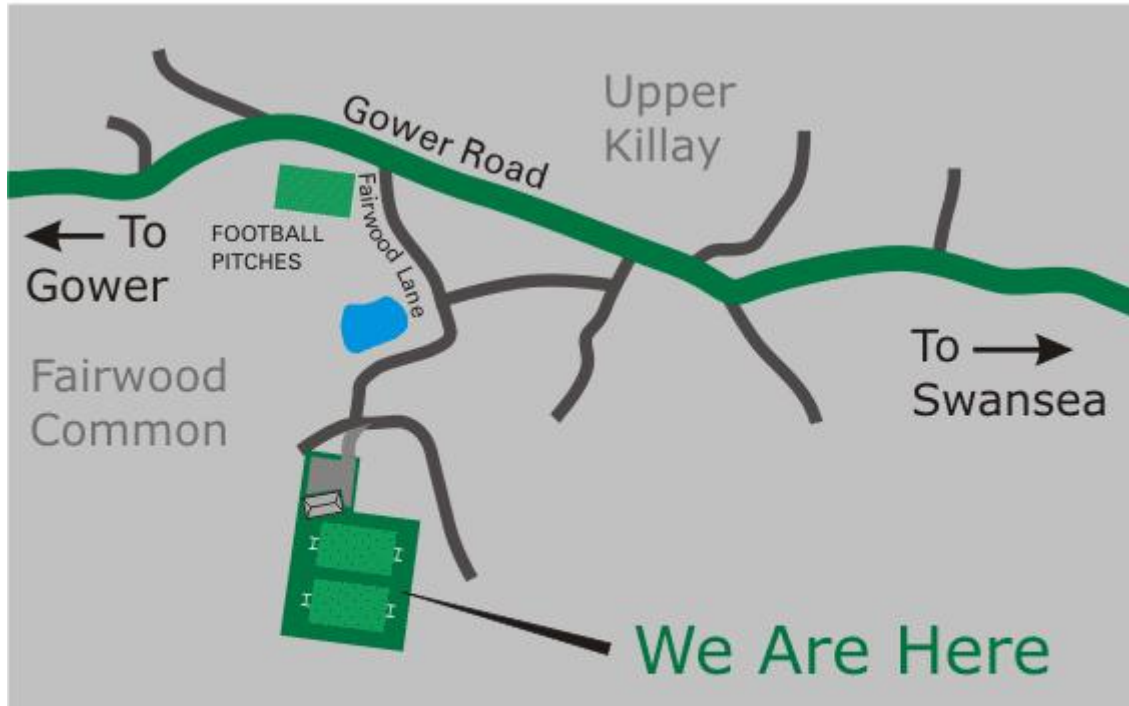 Upper
Killay
Gower Road
Fairwood Lane
FOOTBALL
PITCHES
To
Gower
Fairwood
Common
To
Swansea
We Are Here